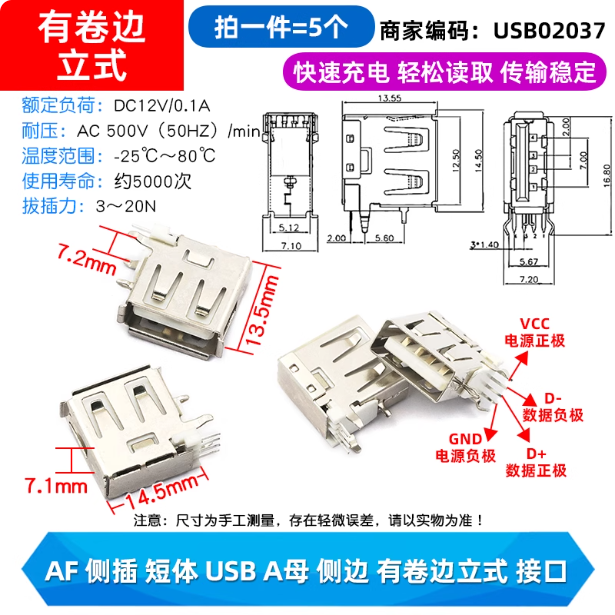 有卷边
立式
拍一件=5个
商家编码：USB02037
快速充电 轻松读取 传输稳定
额定负荷：DC12V/0.1A
耐压：AC 500V（50HZ）/min
温度范围：-25℃～80℃
使用寿命：约5000次
拔插力：3～20N
13.55
12.50
14.50
5.12
7.10
2.00
5.60
2.00
7.00
16.80
3*1.40
5.67
7.20
7.2mm
13.5mm
7.1mm
14.5mm
VCC
电源正极
D-
数据负极
GND
电源负极
D+
数据正极
注意：尺寸为手工测量，存在轻微误差，请以实物为准！
AF 侧插 短体 USB A母 侧边 有卷边立式 接口